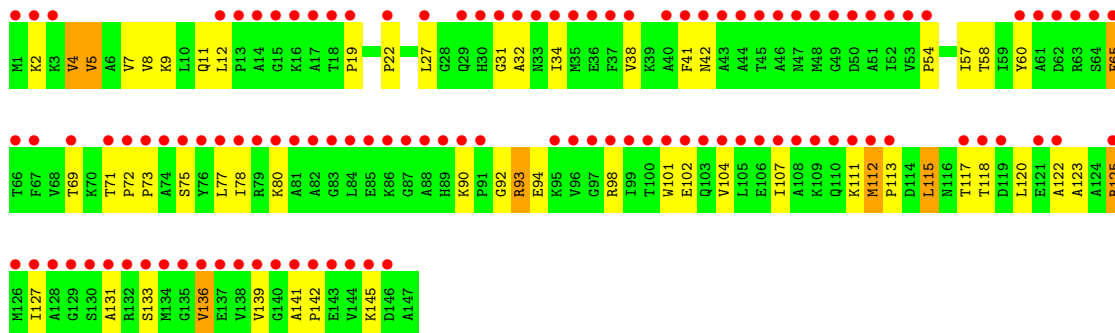 M1 K2 K3 V4 V5 A6 V7 V8 K9 L10 Q11 L12 P13 A14 G15 K16 A17 T18 P19 P22 L27 G28 Q29 H30 G31 A32 N33 I34 M35 E36 F37 V38 K39 A40 F41 N42 A43 A44 T45 A46 N47 M48 G49 D50 A51 I52 V53 P54 I57 T58 I59 Y60 A61 D62 R63 S64 F65
T66 F67 V68 T69 K70 T71 P72 P73 A74 S75 Y76 L77 I78 R79 K80 A81 A82 G83 L84 E85 K86 G87 A88 H89 K90 P91 G92 R93 E94 K95 V96 G97 R98 I99 T100 W101 E102 Q103 V104 L105 E106 I107 A108 K109 Q110 K111 M112 P113 D114 L115 N116 T117 T118 D119 L120 E121 A122 A123 A124 R125
M126 I127 A128 G129 S130 A131 R132 S133 M134 G135 V136 E137 V138 V139 G140 A141 P142 E143 V144 K145 D146 A147